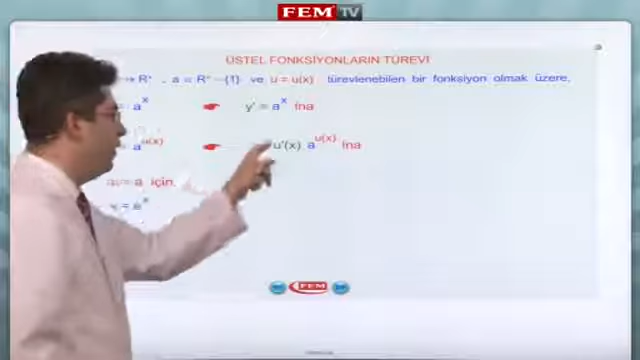 FEM TV
ÜSTEL FONKSİYONLARIN TÜREVİ
→ R⁺ , a = R⁺ –{1} ve u = u(x) türevlenebilen bir fonksiyon olmak üzere,
= aˣ y' = aˣ lna
= a^u(x) u'(x) a^u(x) lna
için,
= eˣ
FEM